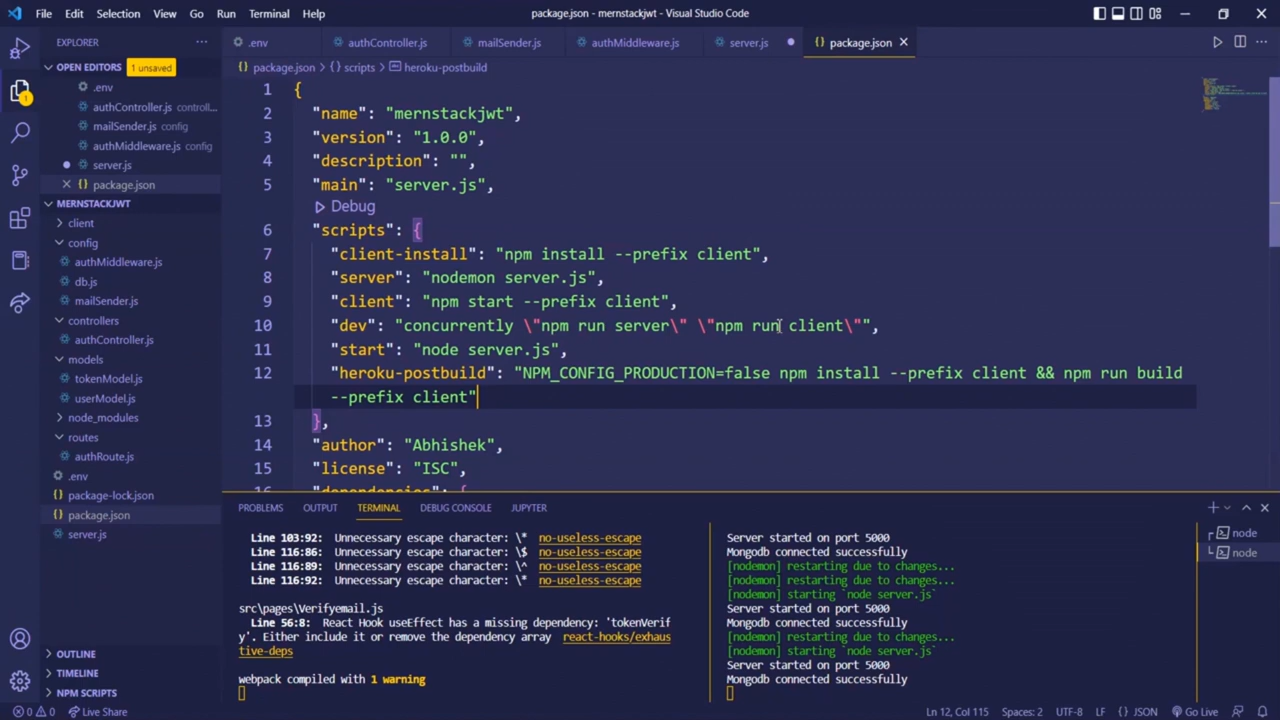 File Edit Selection View Go Run Terminal Help
package.json - mernstackjwt - Visual Studio Code
EXPLORER
.env
authController.js
mailSender.js
authMiddleware.js
server.js
package.json
OPEN EDITORS 1 unsaved
.env
authController.js controll...
mailSender.js config
authMiddleware.js config
server.js
package.json
MERNSTACKJWT
client
config
authMiddleware.js
db.js
mailSender.js
controllers
authController.js
models
tokenModel.js
userModel.js
node_modules
routes
authRoute.js
.env
package-lock.json
package.json
server.js
OUTLINE
TIMELINE
NPM SCRIPTS
package.json > {} scripts > heroku-postbuild
1 {
2 "name": "mernstackjwt",
3 "version": "1.0.0",
4 "description": "",
5 "main": "server.js",
Debug
6 "scripts": {
7 "client-install": "npm install --prefix client",
8 "server": "nodemon server.js",
9 "client": "npm start --prefix client",
10 "dev": "concurrently \"npm run server\" \"npm run client\"",
11 "start": "node server.js",
12 "heroku-postbuild": "NPM_CONFIG_PRODUCTION=false npm install --prefix client && npm run build
--prefix client"
13 },
14 "author": "Abhishek",
15 "license": "ISC",
16 "dependencies": {
PROBLEMS OUTPUT TERMINAL DEBUG CONSOLE JUPYTER
Line 103:92: Unnecessary escape character: \* no-useless-escape
Line 116:86: Unnecessary escape character: \$ no-useless-escape
Line 116:89: Unnecessary escape character: \^ no-useless-escape
Line 116:92: Unnecessary escape character: \* no-useless-escape
src\pages\Verifyemail.js
Line 56:8: React Hook useEffect has a missing dependency: 'tokenVerif
y'. Either include it or remove the dependency array react-hooks/exhaus
tive-deps
webpack compiled with 1 warning
Server started on port 5000
Mongodb connected successfully
[nodemon] restarting due to changes...
[nodemon] restarting due to changes...
[nodemon] starting `node server.js`
Server started on port 5000
Mongodb connected successfully
[nodemon] restarting due to changes...
[nodemon] starting `node server.js`
Server started on port 5000
Mongodb connected successfully
node
node
0 0 Live Share
Ln 12, Col 115 Spaces: 2 UTF-8 LF {} JSON Go Live